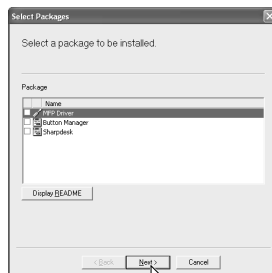 Select Packages
Select a package to be installed.
Package
Name
MFP Driver
Button Manager
Sharpdesk
Display README
< Back
Next >
Cancel